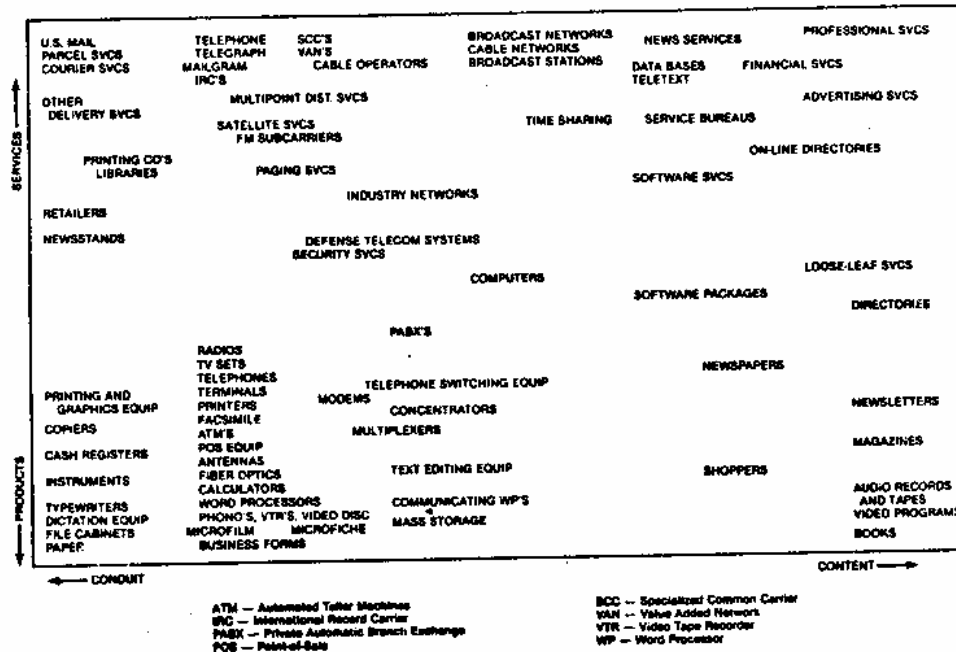 U.S. MAIL TELEPHONE SCC'S BROADCAST NETWORKS NEWS SERVICES PROFESSIONAL SVCS
PARCEL SVCS TELEGRAPH VAN'S CABLE NETWORKS
COURIER SVCS MAILGRAM CABLE OPERATORS BROADCAST STATIONS DATA BASES FINANCIAL SVCS
IRC'S TELETEXT
OTHER MULTIPOINT DIST. SVCS ADVERTISING SVCS
DELIVERY SVCS
SATELLITE SVCS TIME SHARING SERVICE BUREAUS
FM SUBCARRIERS
ON-LINE DIRECTORIES
PRINTING CO'S
LIBRARIES PAGING SVCS SOFTWARE SVCS
INDUSTRY NETWORKS
RETAILERS
NEWSSTANDS DEFENSE TELECOM SYSTEMS
SECURITY SVCS
COMPUTERS LOOSE-LEAF SVCS
SOFTWARE PACKAGES DIRECTORIES
PABX'S
RADIOS
TV SETS NEWSPAPERS
TELEPHONES TELEPHONE SWITCHING EQUIP
PRINTING AND TERMINALS MODEMS
GRAPHICS EQUIP PRINTERS CONCENTRATORS NEWSLETTERS
FACSIMILE
COPIERS ATM'S MULTIPLEXERS
POS EQUIP MAGAZINES
CASH REGISTERS ANTENNAS
FIBER OPTICS TEXT EDITING EQUIP SHOPPERS
INSTRUMENTS CALCULATORS AUDIO RECORDS
TYPEWRITERS WORD PROCESSORS COMMUNICATING WP'S AND TAPES
DICTATION EQUIP PHONO'S, VTR'S, VIDEO DISC MASS STORAGE VIDEO PROGRAMS
FILE CABINETS MICROFILM MICROFICHE BOOKS
PAPER BUSINESS FORMS
SERVICES
PRODUCTS
CONDUIT CONTENT
ATM — Automated Teller Machines
IRC — International Record Carrier
PABX — Private Automatic Branch Exchange
POS — Point-of-Sale
SCC — Specialized Common Carrier
VAN — Value Added Network
VTR — Video Tape Recorder
WP — Word Processor